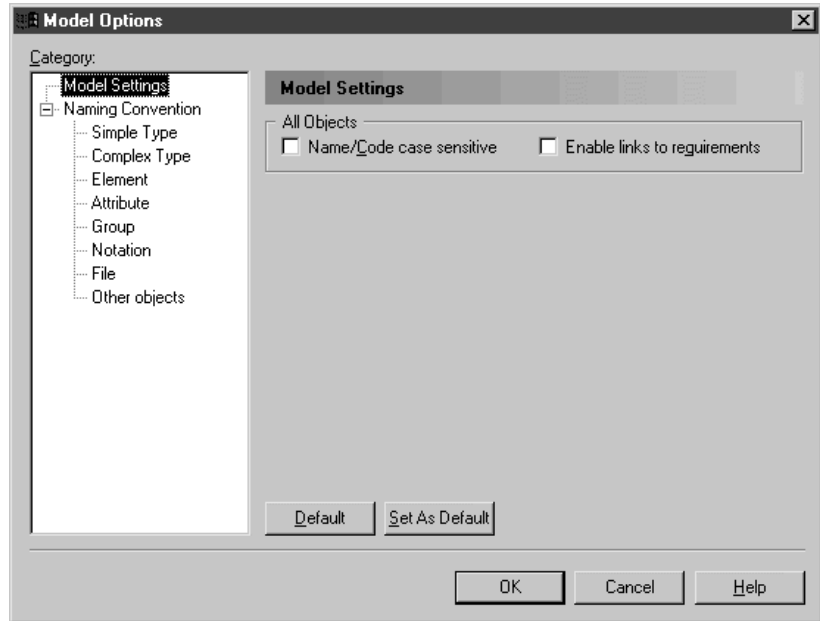 Model Options
Category:
Model Settings
Naming Convention
Simple Type
Complex Type
Element
Attribute
Group
Notation
File
Other objects
Model Settings
All Objects
Name/Code case sensitive
Enable links to requirements
Default
Set As Default
OK
Cancel
Help